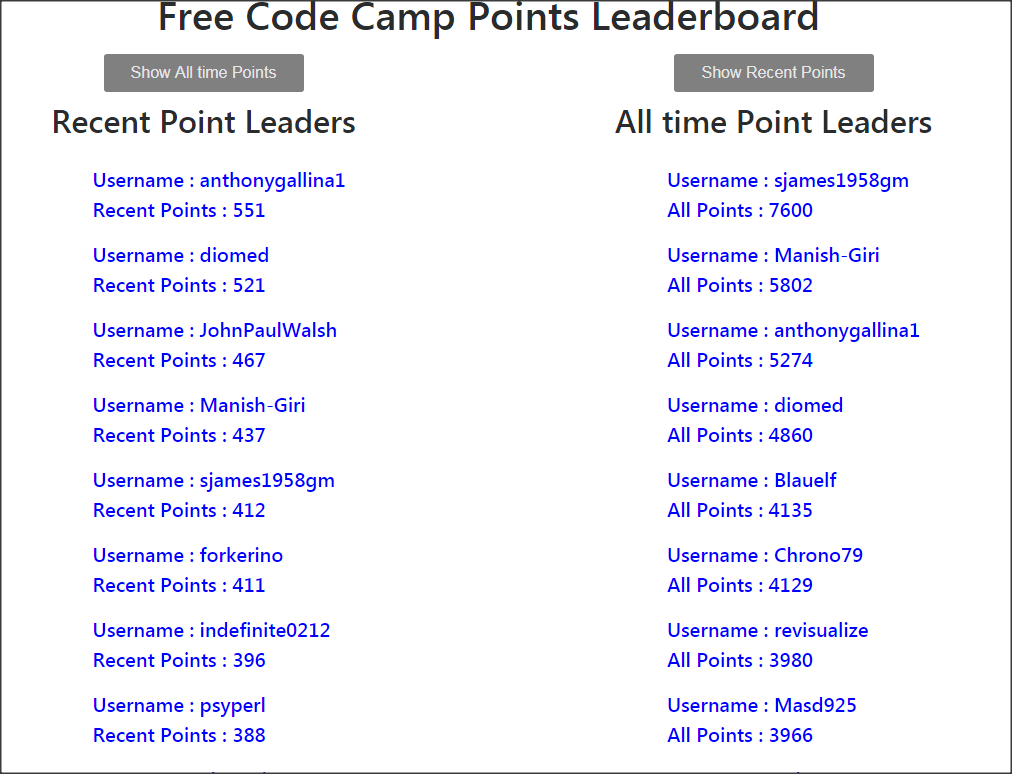 Free Code Camp Points Leaderboard
Show All time Points
Recent Point Leaders
Username : anthonygallina1
Recent Points : 551
Username : diomed
Recent Points : 521
Username : JohnPaulWalsh
Recent Points : 467
Username : Manish-Giri
Recent Points : 437
Username : sjames1958gm
Recent Points : 412
Username : forkerino
Recent Points : 411
Username : indefinite0212
Recent Points : 396
Username : psyperl
Recent Points : 388
Show Recent Points
All time Point Leaders
Username : sjames1958gm
All Points : 7600
Username : Manish-Giri
All Points : 5802
Username : anthonygallina1
All Points : 5274
Username : diomed
All Points : 4860
Username : Blauelf
All Points : 4135
Username : Chrono79
All Points : 4129
Username : revisualize
All Points : 3980
Username : Masd925
All Points : 3966